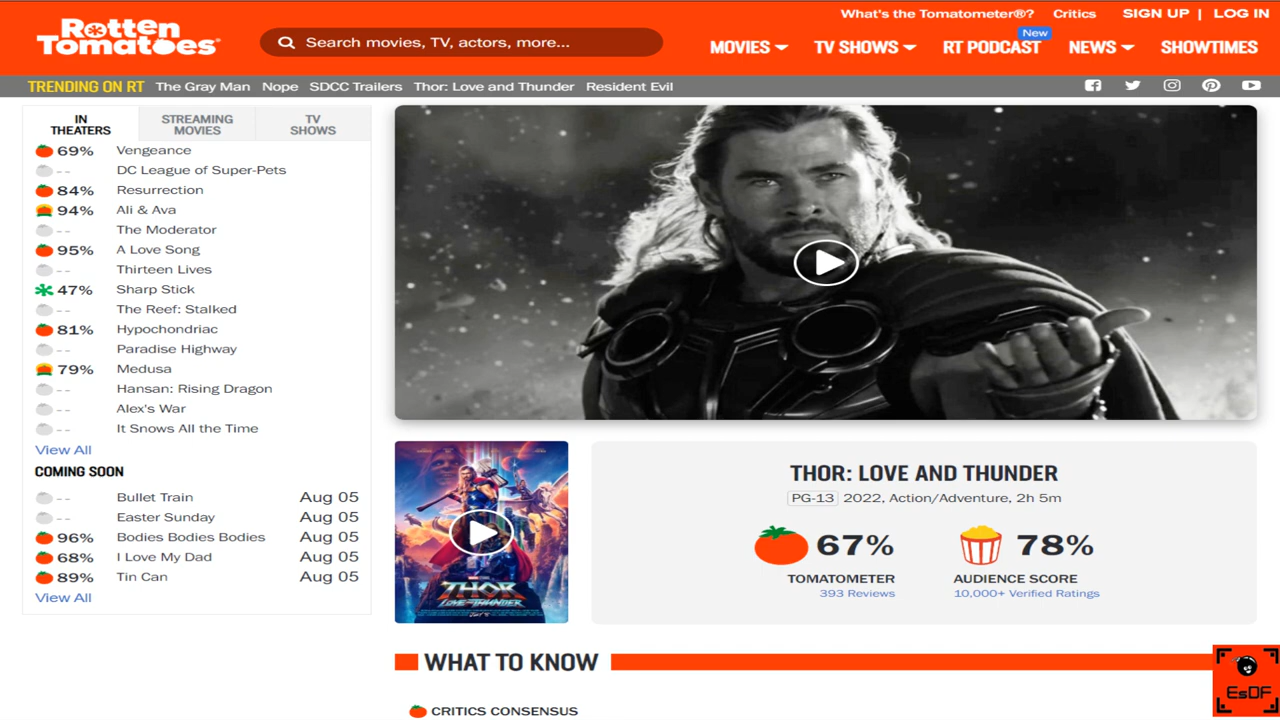 What's the Tomatometer®? Critics SIGN UP | LOG IN
Rotten
Tomatoes®
Search movies, TV, actors, more...
New
MOVIES TV SHOWS RT PODCAST NEWS SHOWTIMES
TRENDING ON RT The Gray Man Nope SDCC Trailers Thor: Love and Thunder Resident Evil
IN THEATERS
STREAMING MOVIES
TV SHOWS
69% Vengeance
- - DC League of Super-Pets
84% Resurrection
94% Ali & Ava
- - The Moderator
95% A Love Song
- - Thirteen Lives
47% Sharp Stick
- - The Reef: Stalked
81% Hypochondriac
- - Paradise Highway
79% Medusa
- - Hansan: Rising Dragon
- - Alex's War
- - It Snows All the Time
View All
COMING SOON
- - Bullet Train Aug 05
- - Easter Sunday Aug 05
96% Bodies Bodies Bodies Aug 05
68% I Love My Dad Aug 05
89% Tin Can Aug 05
View All
THOR
LOVE AND THUNDER
THOR: LOVE AND THUNDER
PG-13 2022, Action/Adventure, 2h 5m
67% 78%
TOMATOMETER AUDIENCE SCORE
393 Reviews 10,000+ Verified Ratings
WHAT TO KNOW
CRITICS CONSENSUS
EsDF